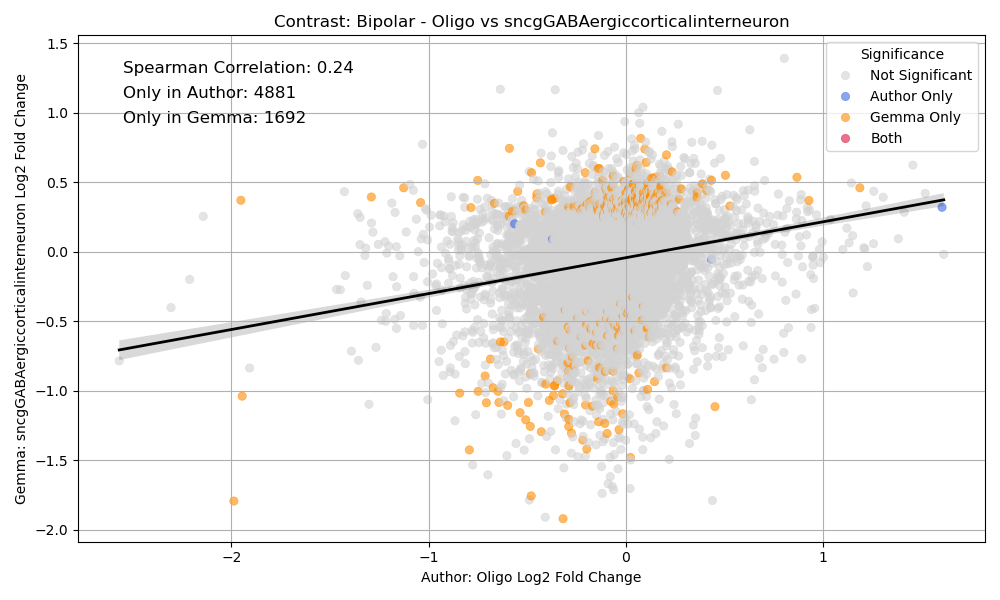 Contrast: Bipolar - Oligo vs sncgGABAergiccorticalinterneuron
Spearman Correlation: 0.24
Only in Author: 4881
Only in Gemma: 1692
Significance
Not Significant
Author Only
Gemma Only
Both
Gemma: sncgGABAergiccorticalinterneuron Log2 Fold Change
1.5
1.0
0.5
0.0
−0.5
−1.0
−1.5
−2.0
−2
−1
0
1
Author: Oligo Log2 Fold Change